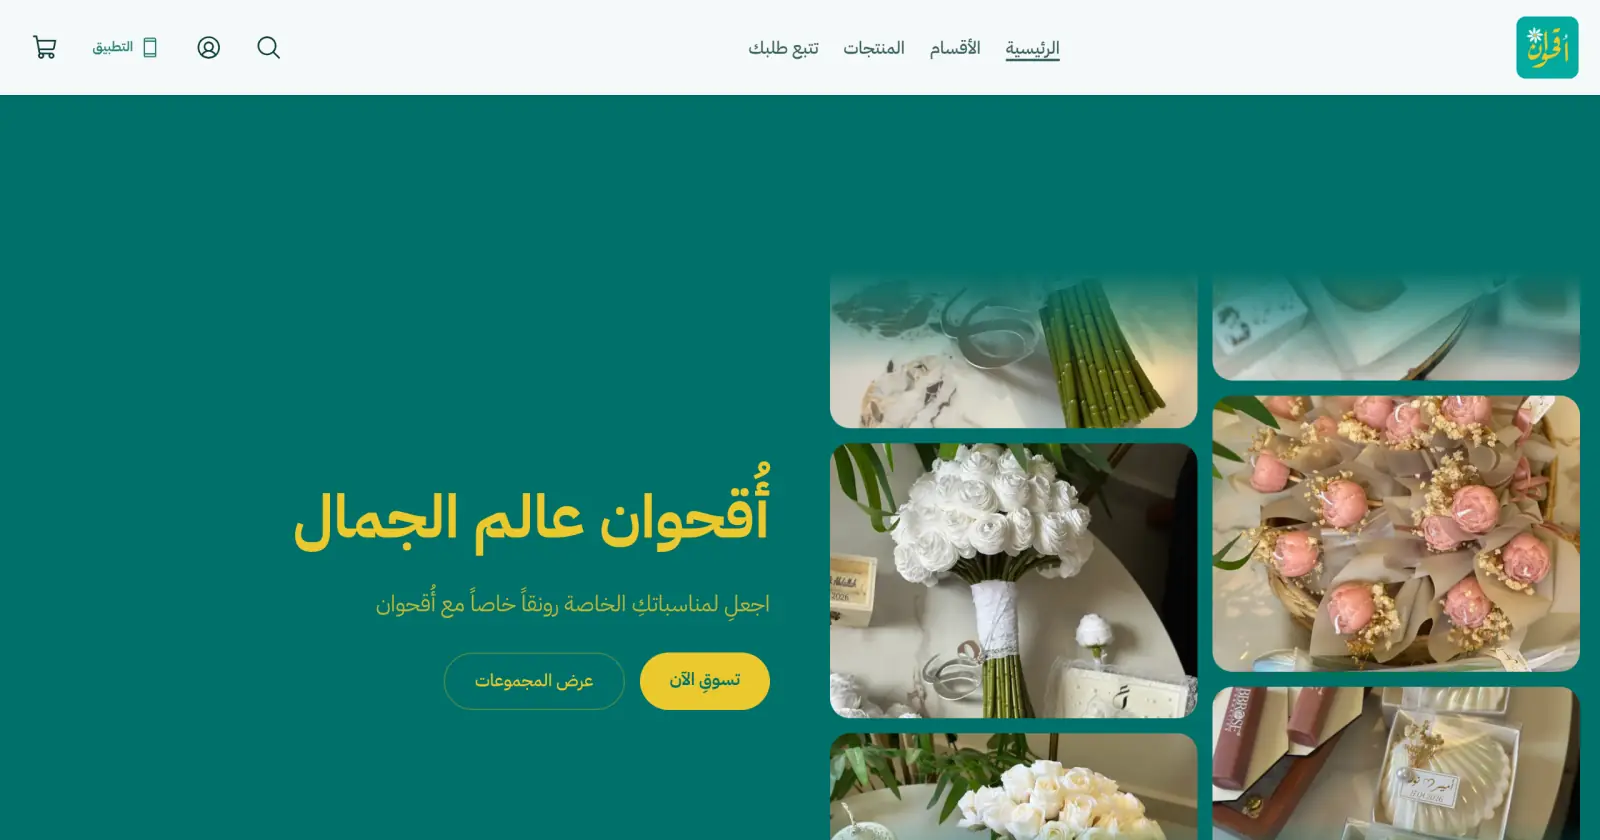 أقحوان
الرئيسية
الأقسام
المنتجات
تتبع طلبك
التطبيق
أُقحوان عالم الجمال
اجعلِ لمناسباتكِ الخاصة رونقاً خاصاً مع أُقحوان
تسوقِ الآن
عرض المجموعات